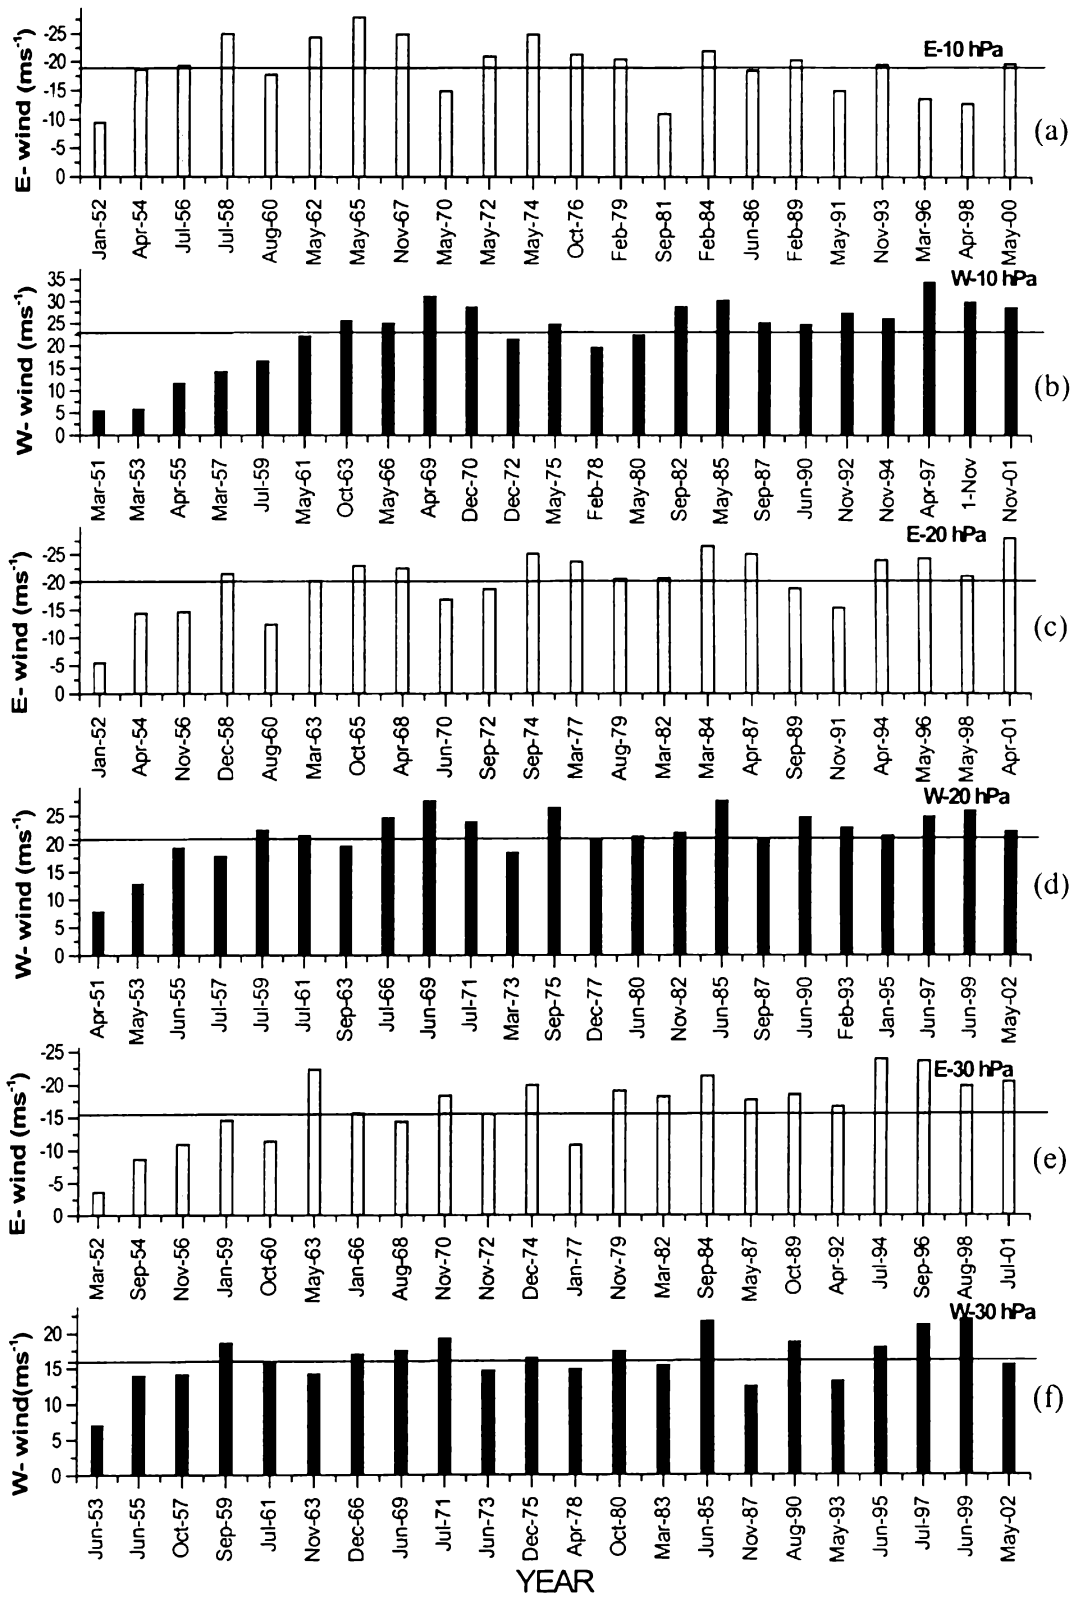 E-10 hPa
E- wind (ms⁻¹)
-25
-20
-15
-10
-5
0
(a)
Jan-52 Apr-54 Jul-56 Jul-58 Aug-60 May-62 May-65 Nov-67 May-70 May-72 May-74 Oct-76 Feb-79 Sep-81 Feb-84 Jun-86 Feb-89 May-91 Nov-93 Mar-96 Apr-98 May-00
W-10 hPa
W- wind (ms⁻¹)
35
30
25
20
15
10
5
0
(b)
Mar-51 Mar-53 Apr-55 Mar-57 Jul-59 May-61 Oct-63 May-66 Apr-69 Dec-70 Dec-72 May-75 Feb-78 May-80 Sep-82 May-85 Sep-87 Jun-90 Nov-92 Nov-94 Apr-97 1-Nov Nov-01
E-20 hPa
E- wind (ms⁻¹)
-25
-20
-15
-10
-5
0
(c)
Jan-52 Apr-54 Nov-56 Dec-58 Aug-60 Mar-63 Oct-65 Apr-68 Jun-70 Sep-72 Sep-74 Mar-77 Aug-79 Mar-82 Mar-84 Apr-87 Sep-89 Nov-91 Apr-94 May-96 May-98 Apr-01
W-20 hPa
W- wind (ms⁻¹)
25
20
15
10
5
0
(d)
Apr-51 May-53 Jun-55 Jul-57 Jul-59 Jul-61 Sep-63 Jul-66 Jun-69 Jul-71 Mar-73 Sep-75 Dec-77 Jun-80 Nov-82 Jun-85 Sep-87 Jun-90 Feb-93 Jan-95 Jun-97 Jun-99 May-02
E-30 hPa
E- wind (ms⁻¹)
-25
-20
-15
-10
-5
0
(e)
Mar-52 Sep-54 Nov-56 Jan-59 Oct-60 May-63 Jan-66 Aug-68 Nov-70 Nov-72 Dec-74 Jan-77 Nov-79 Mar-82 Sep-84 May-87 Oct-89 Apr-92 Jul-94 Sep-96 Aug-98 Jul-01
W-30 hPa
W- wind(ms⁻¹)
20
15
10
5
0
(f)
Jun-53 Jun-55 Oct-57 Sep-59 Jul-61 Nov-63 Dec-66 Jun-69 Jul-71 Jun-73 Dec-75 Apr-78 Oct-80 Mar-83 Jun-85 Nov-87 Aug-90 May-93 Jun-95 Jul-97 Jun-99 May-02
YEAR